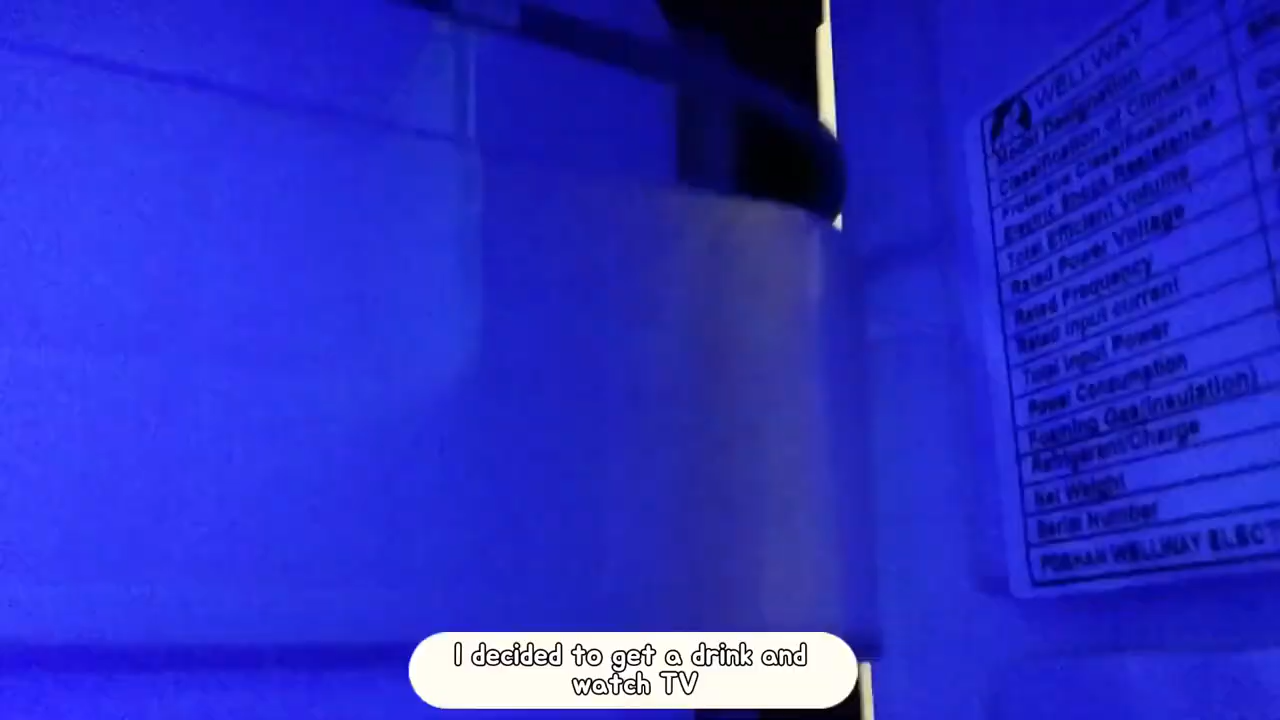 WELLWAY
Model Designation
Classification of Climate
Protective Classification of
Electric Shock Resistance
Total Efficient Volume
Rated Power Voltage
Rated Frequency
Rated input current
Total input Power
Power Consumption
Foaming Gas(insulation)
Refrigerant/Charge
Net Weight
Serial Number
FOSHAN WELLWAY ELECT
I decided to get a drink and
watch TV